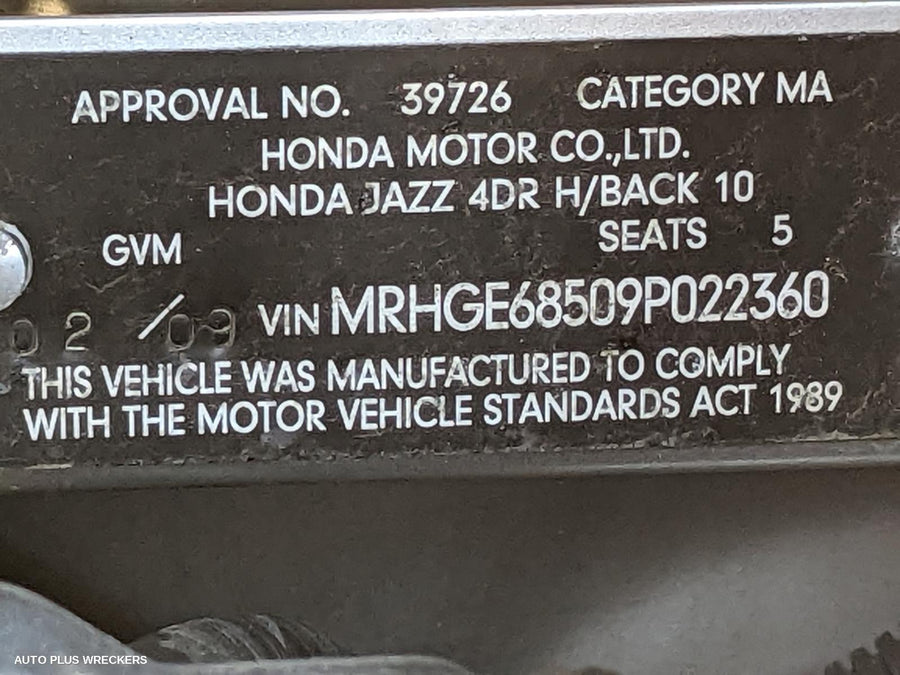 APPROVAL NO. 39726 CATEGORY MA
HONDA MOTOR CO.,LTD.
HONDA JAZZ 4DR H/BACK 10
GVM SEATS 5
02 /09 VIN MRHGE68509P022360
THIS VEHICLE WAS MANUFACTURED TO COMPLY
WITH THE MOTOR VEHICLE STANDARDS ACT 1989
AUTO PLUS WRECKERS